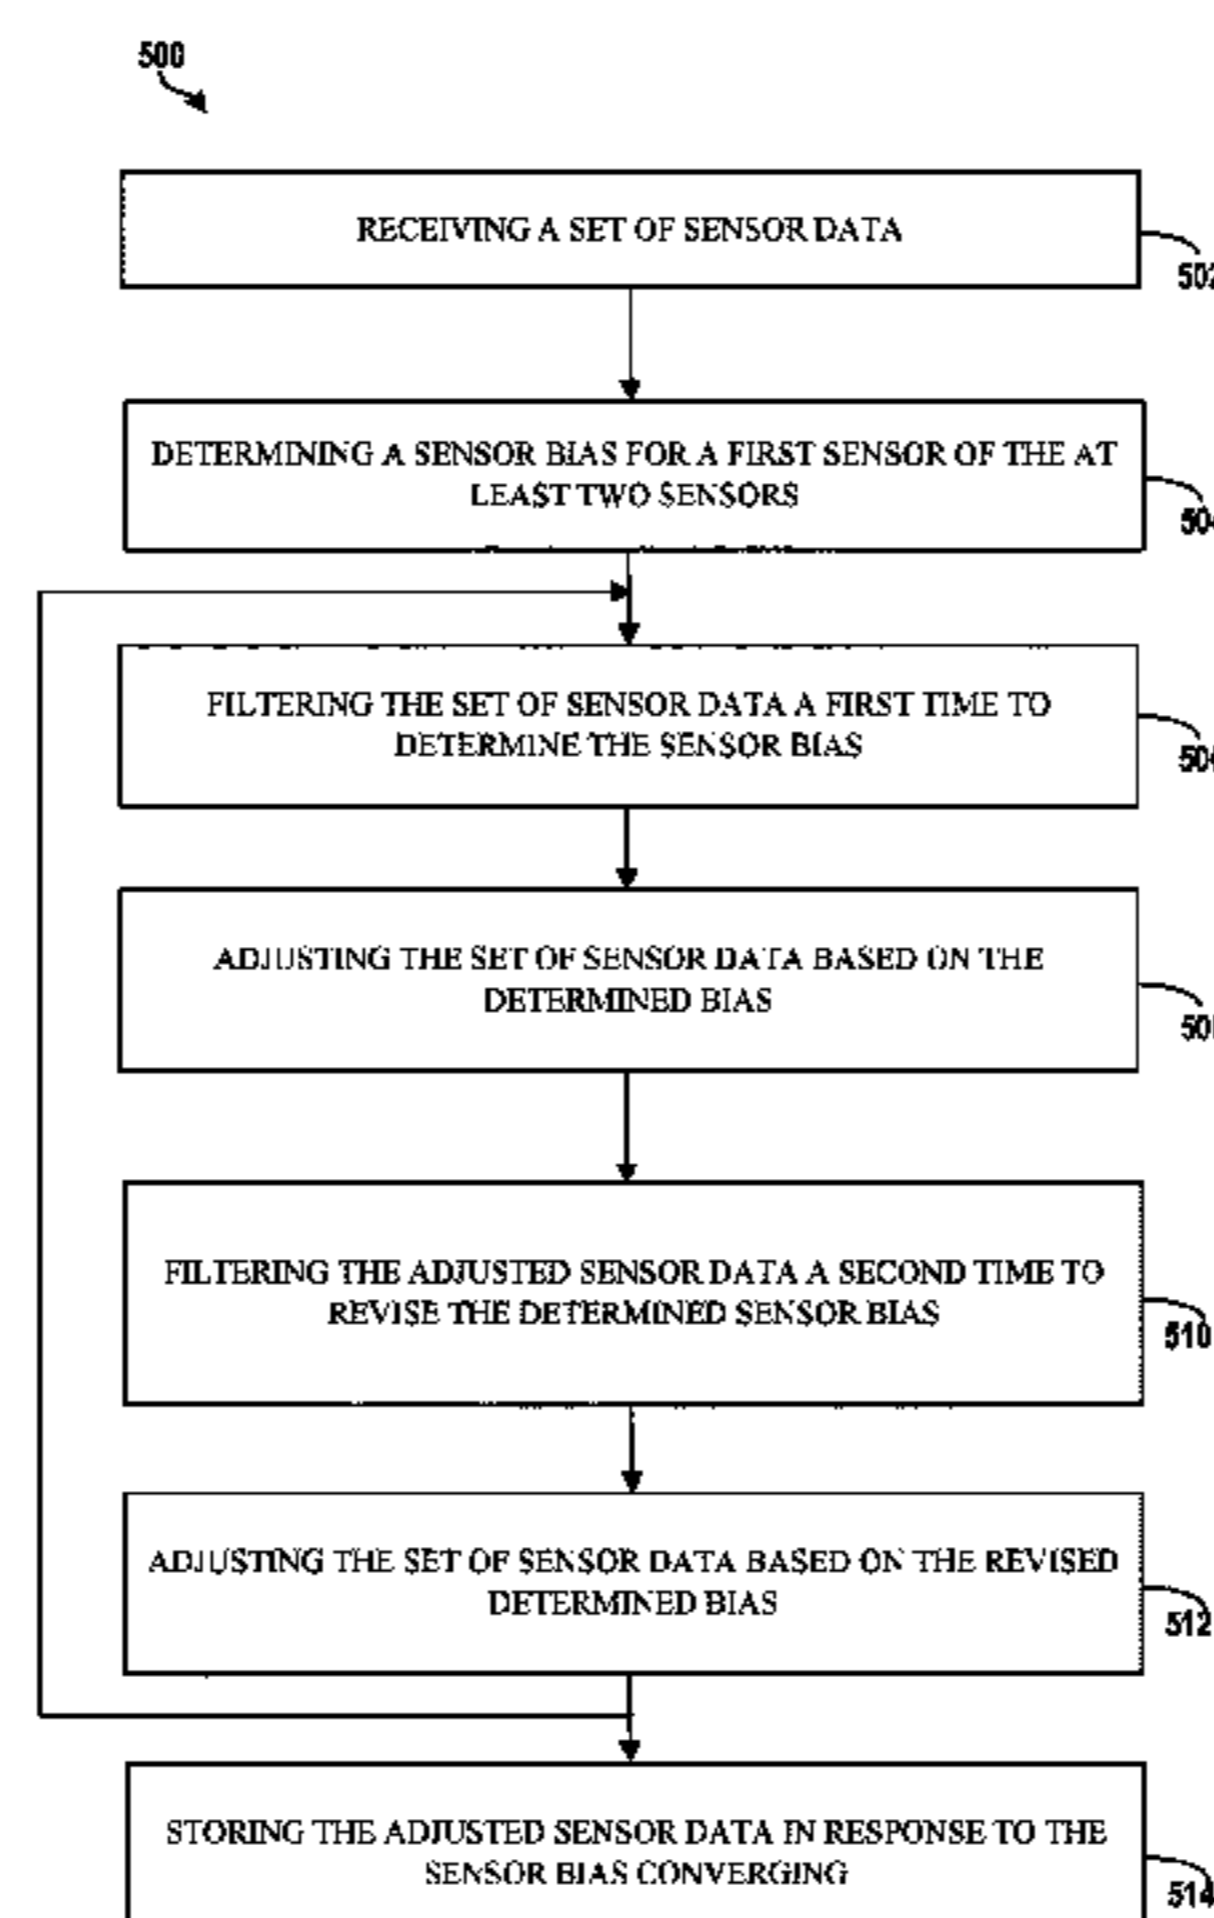 500
RECEIVING A SET OF SENSOR DATA
DETERMINING A SENSOR BIAS FOR A FIRST SENSOR OF THE AT
LEAST TWO SENSORS
FILTERING THE SET OF SENSOR DATA A FIRST TIME TO
DETERMINE THE SENSOR BIAS
ADJUSTING THE SET OF SENSOR DATA BASED ON THE
DETERMINED BIAS
FILTERING THE ADJUSTED SENSOR DATA A SECOND TIME TO
REVISE THE DETERMINED SENSOR BIAS
510
ADJUSTING THE SET OF SENSOR DATA BASED ON THE REVISED
DETERMINED BIAS
512
STORING THE ADJUSTED SENSOR DATA IN RESPONSE TO THE
SENSOR BIAS CONVERGING
514